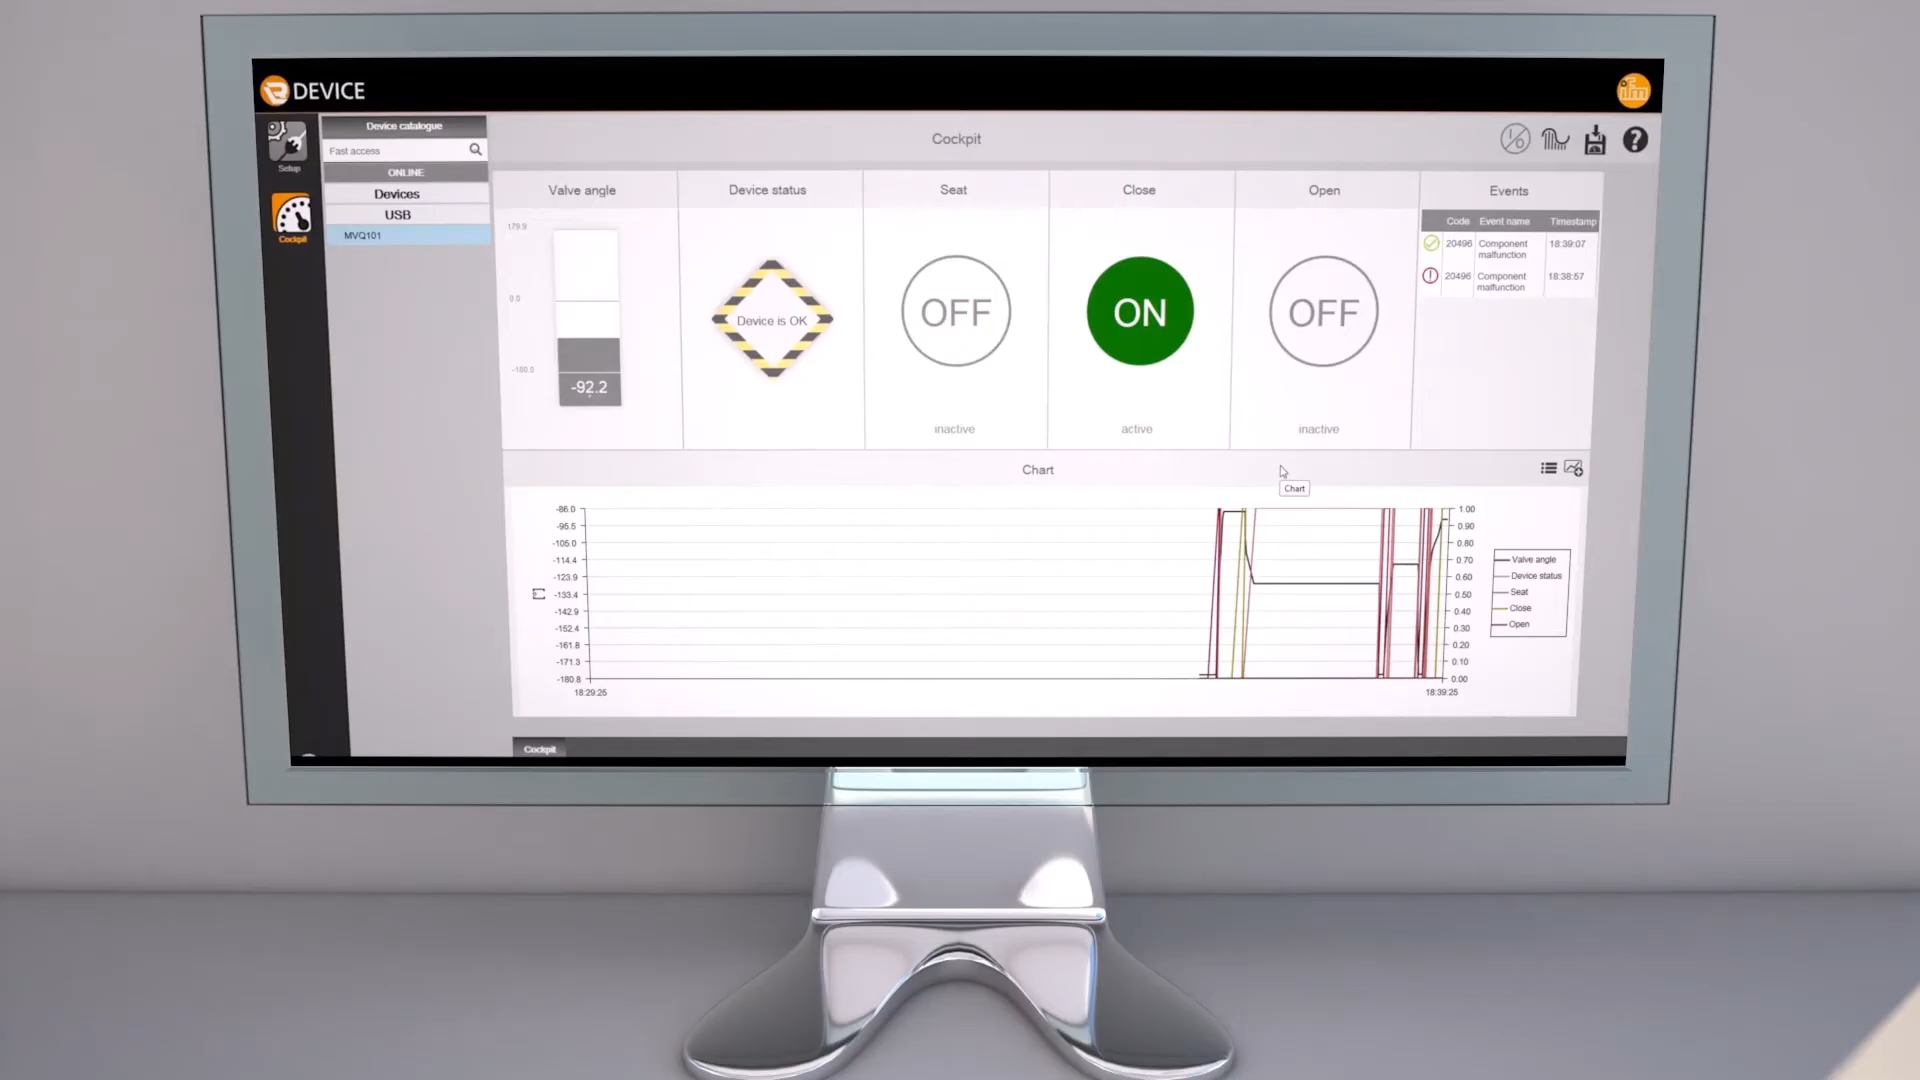 DEVICE
ifm
Setup
Cockpit
Device catalogue
Fast access
ONLINE
Devices
USB
MVQ101
Cockpit
Valve angle
179.9
0.0
-180.0
-92.2
Device status
Device is OK
Seat
OFF
inactive
Close
ON
active
Open
OFF
inactive
Events
Code Event name Timestamp
20496 Component malfunction 18:39:07
20496 Component malfunction 18:38:57
Chart
Chart
-86.0
-95.5
-105.0
-114.4
-123.9
-133.4
-142.9
-152.4
-161.8
-171.3
-180.8
18:29:25
18:39:25
1.00
0.90
0.80
0.70
0.60
0.50
0.40
0.30
0.20
0.10
0.00
Valve angle
Device status
Seat
Close
Open
Cockpit